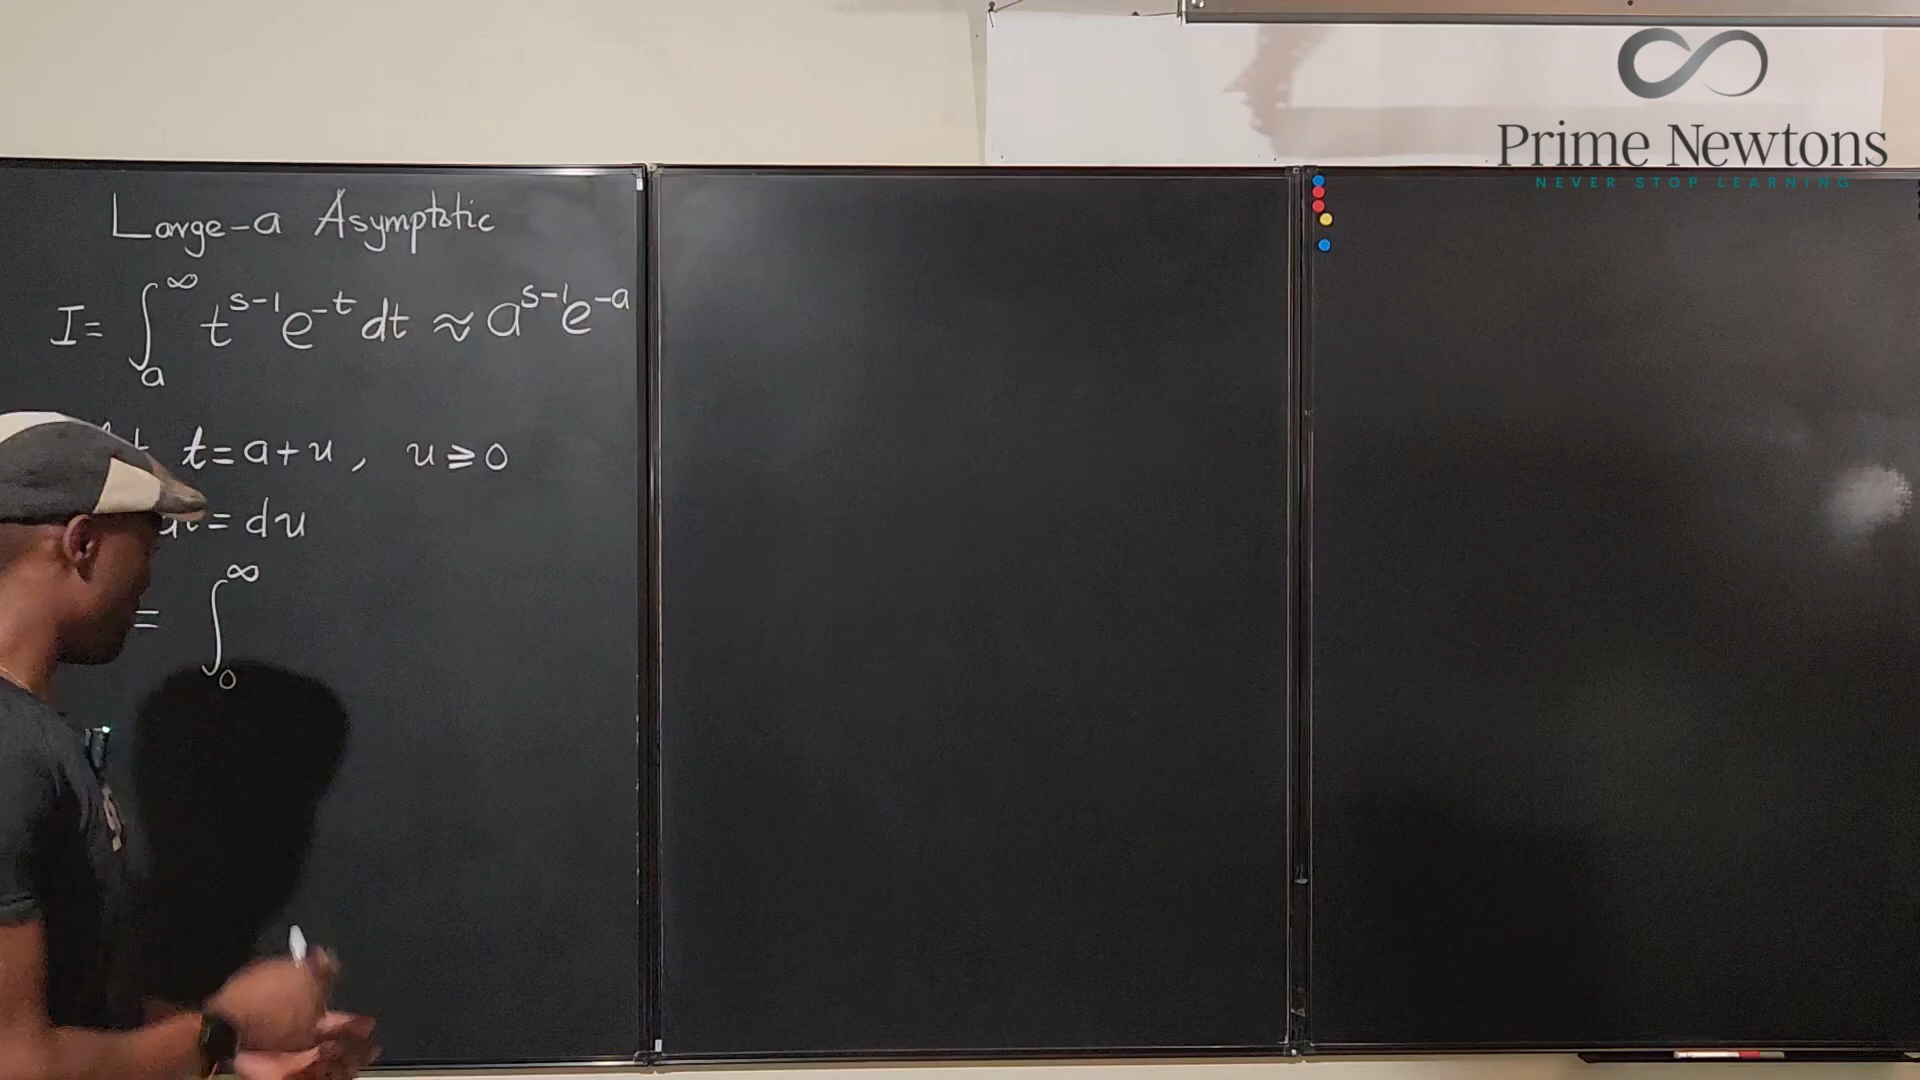 Prime Newtons
NEVER STOP LEARNING
Large-a Asymptotic
I = ∫_a^∞ t^{s-1} e^{-t} dt ≈ a^{s-1} e^{-a}
t = a + u , u ≥ 0
= du
= ∫_0^∞